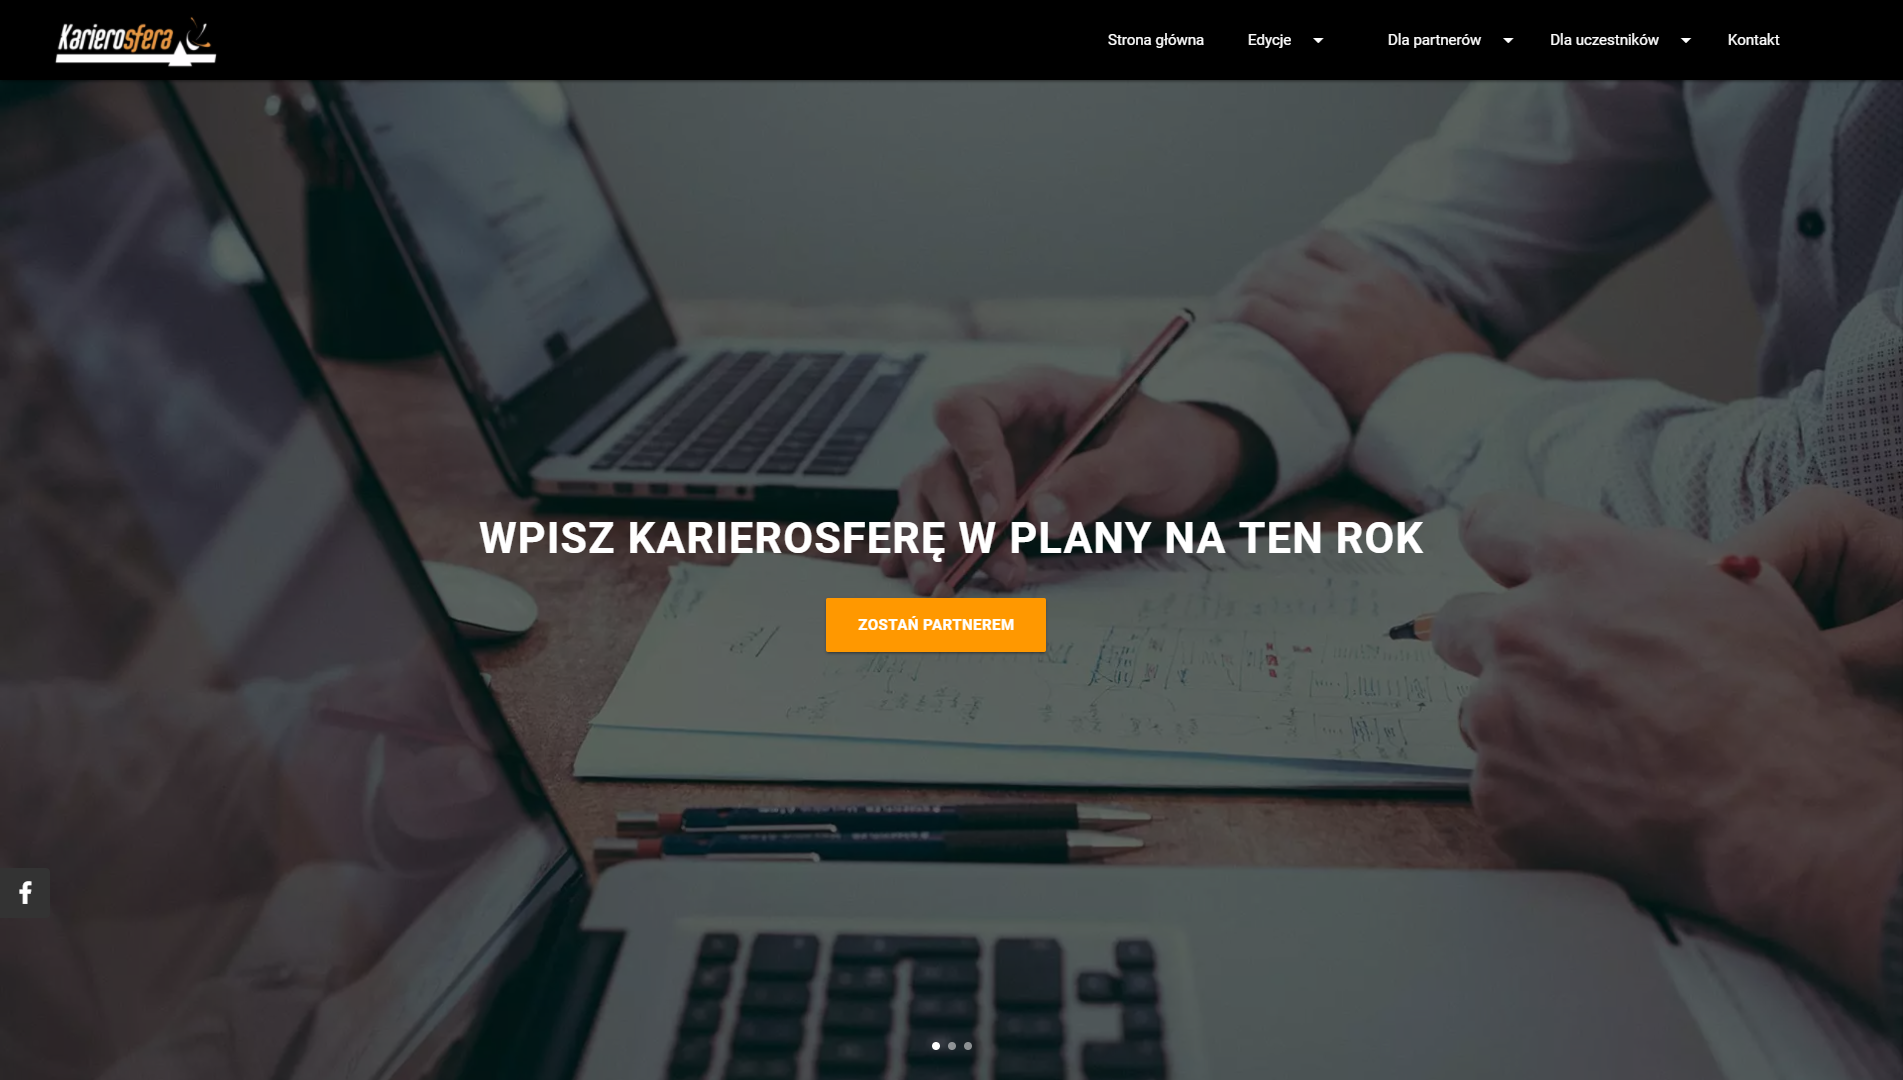 Karierosfera
Strona główna
Edycje
Dla partnerów
Dla uczestników
Kontakt
WPISZ KARIEROSFERĘ W PLANY NA TEN ROK
ZOSTAŃ PARTNEREM